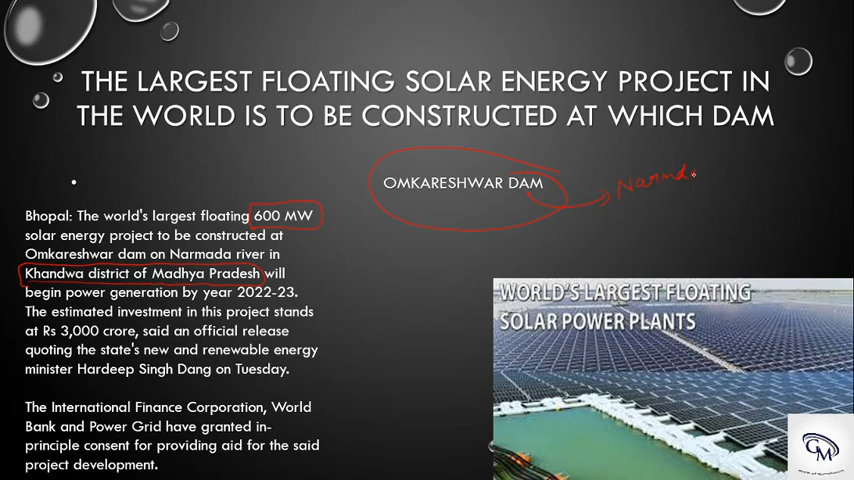 THE LARGEST FLOATING SOLAR ENERGY PROJECT IN
THE WORLD IS TO BE CONSTRUCTED AT WHICH DAM
OMKARESHWAR DAM
Narmd
Bhopal: The world's largest floating 600 MW
solar energy project to be constructed at
Omkareshwar dam on Narmada river in
Khandwa district of Madhya Pradesh will
begin power generation by year 2022-23.
The estimated investment in this project stands
at Rs 3,000 crore, said an official release
quoting the state's new and renewable energy
minister Hardeep Singh Dang on Tuesday.
The International Finance Corporation, World
Bank and Power Grid have granted in-
principle consent for providing aid for the said
project development.
WORLD'S LARGEST FLOATING
SOLAR POWER PLANTS
GM